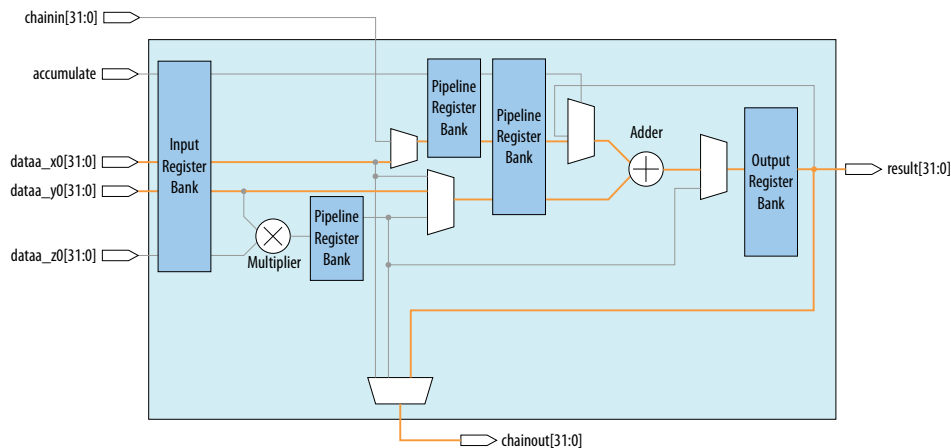 chainin[31:0]
accumulate
dataa_x0[31:0]
dataa_y0[31:0]
dataa_z0[31:0]
Input
Register
Bank
Multiplier
Pipeline
Register
Bank
Pipeline
Register
Bank
Pipeline
Register
Bank
Adder
Output
Register
Bank
result[31:0]
chainout[31:0]